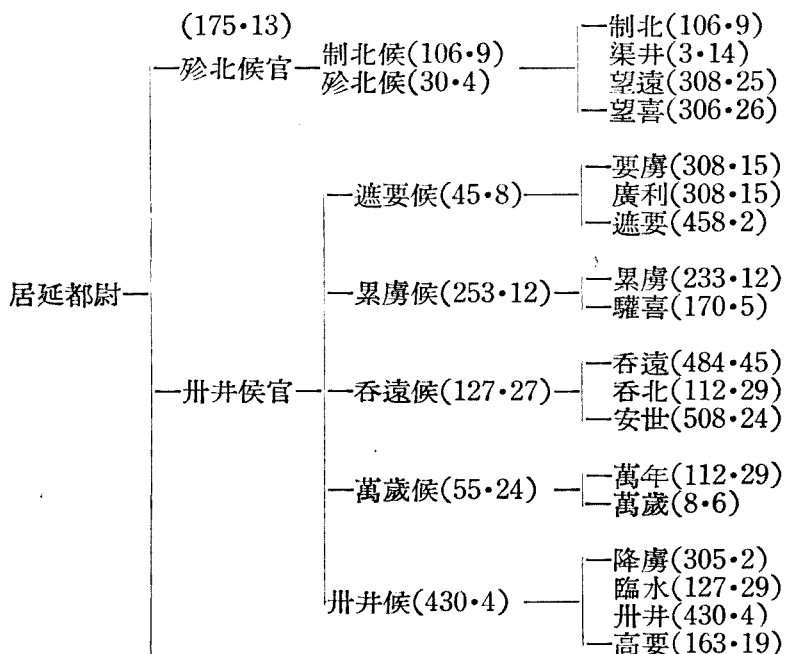 (175•13)
殄北候官 制北候(106•9) 制北(106•9)
殄北候(30•4) 渠井(3•14)
望遠(308•25)
望喜(306•26)
要虜(308•15)
遮要候(45•8) 廣利(308•15)
遮要(458•2)
居延都尉 累虜候(253•12) 累虜(233•12)
驩喜(170•5)
卅井侯官 吞遠候(127•27) 吞遠(484•45)
吞北(112•29)
安世(508•24)
萬歲候(55•24) 萬年(112•29)
萬歲(8•6)
降虜(305•2)
卅井候(430•4) 臨水(127•29)
卅井(430•4)
高要(163•19)